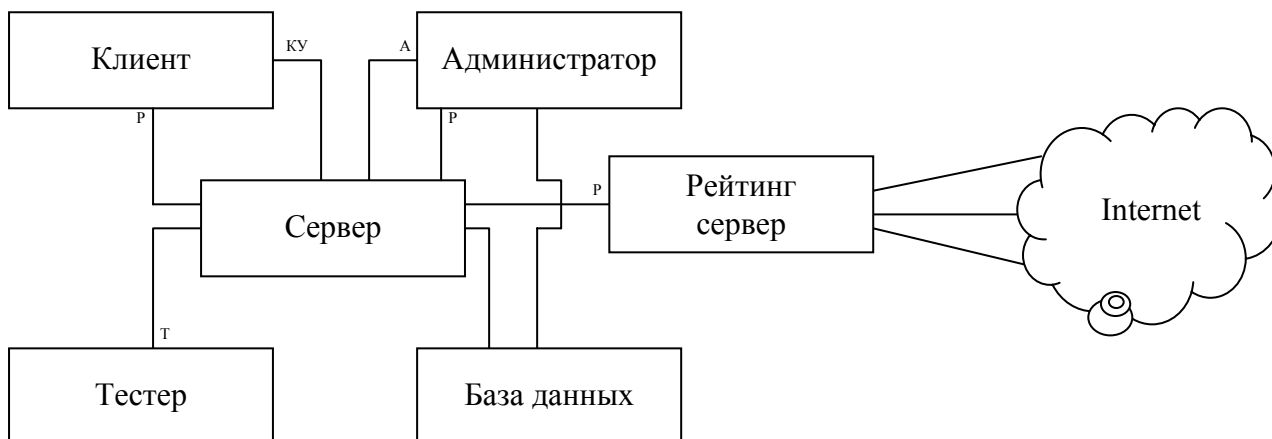 Клиент
КУ
А
Администратор
Р
Р
Р
Рейтинг
сервер
Internet
Сервер
Т
Тестер
База данных